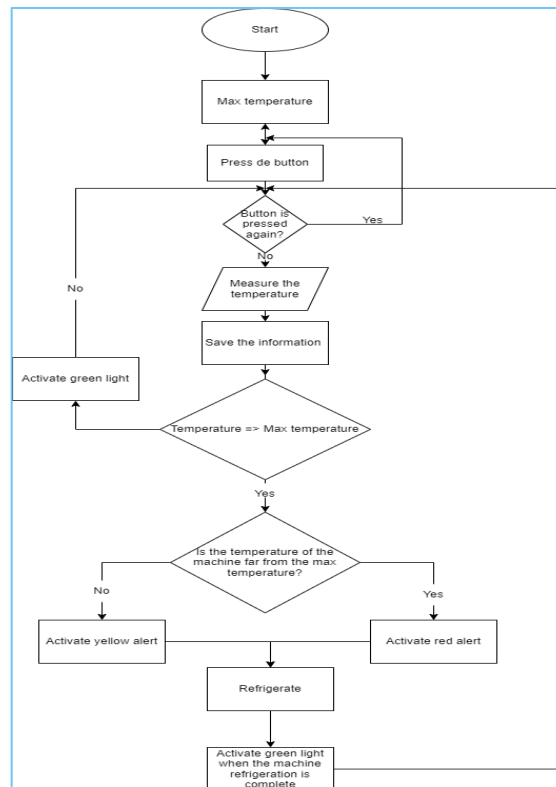 Start
Max temperature
Press de button
Button is
pressed
again?
Yes
No
Measure the
temperature
No
Save the information
Activate green light
Temperature => Max temperature
Yes
Is the temperature of the
machine far from the max
temperature?
No
Yes
Activate yellow alert
Activate red alert
Refrigerate
Activate green light
when the machine
refrigeration is
complete